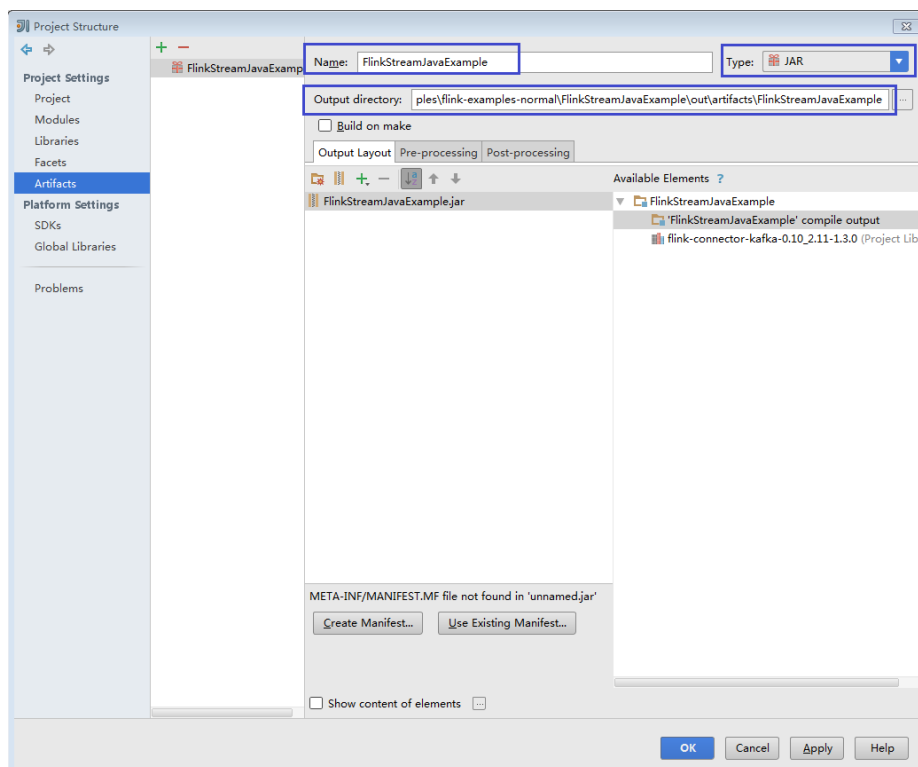 Project Structure
Project Settings
Project
Modules
Libraries
Facets
Artifacts
Platform Settings
SDKs
Global Libraries
Problems
FlinkStreamJavaExamp
Name: FlinkStreamJavaExample
Type: JAR
Output directory: ples\flink-examples-normal\FlinkStreamJavaExample\out\artifacts\FlinkStreamJavaExample ...
Build on make
Output Layout Pre-processing Post-processing
Available Elements ?
FlinkStreamJavaExample.jar
FlinkStreamJavaExample
'FlinkStreamJavaExample' compile output
flink-connector-kafka-0.10_2.11-1.3.0 (Project Lib
META-INF/MANIFEST.MF file not found in 'unnamed.jar'
Create Manifest... Use Existing Manifest...
Show content of elements ...
OK Cancel Apply Help